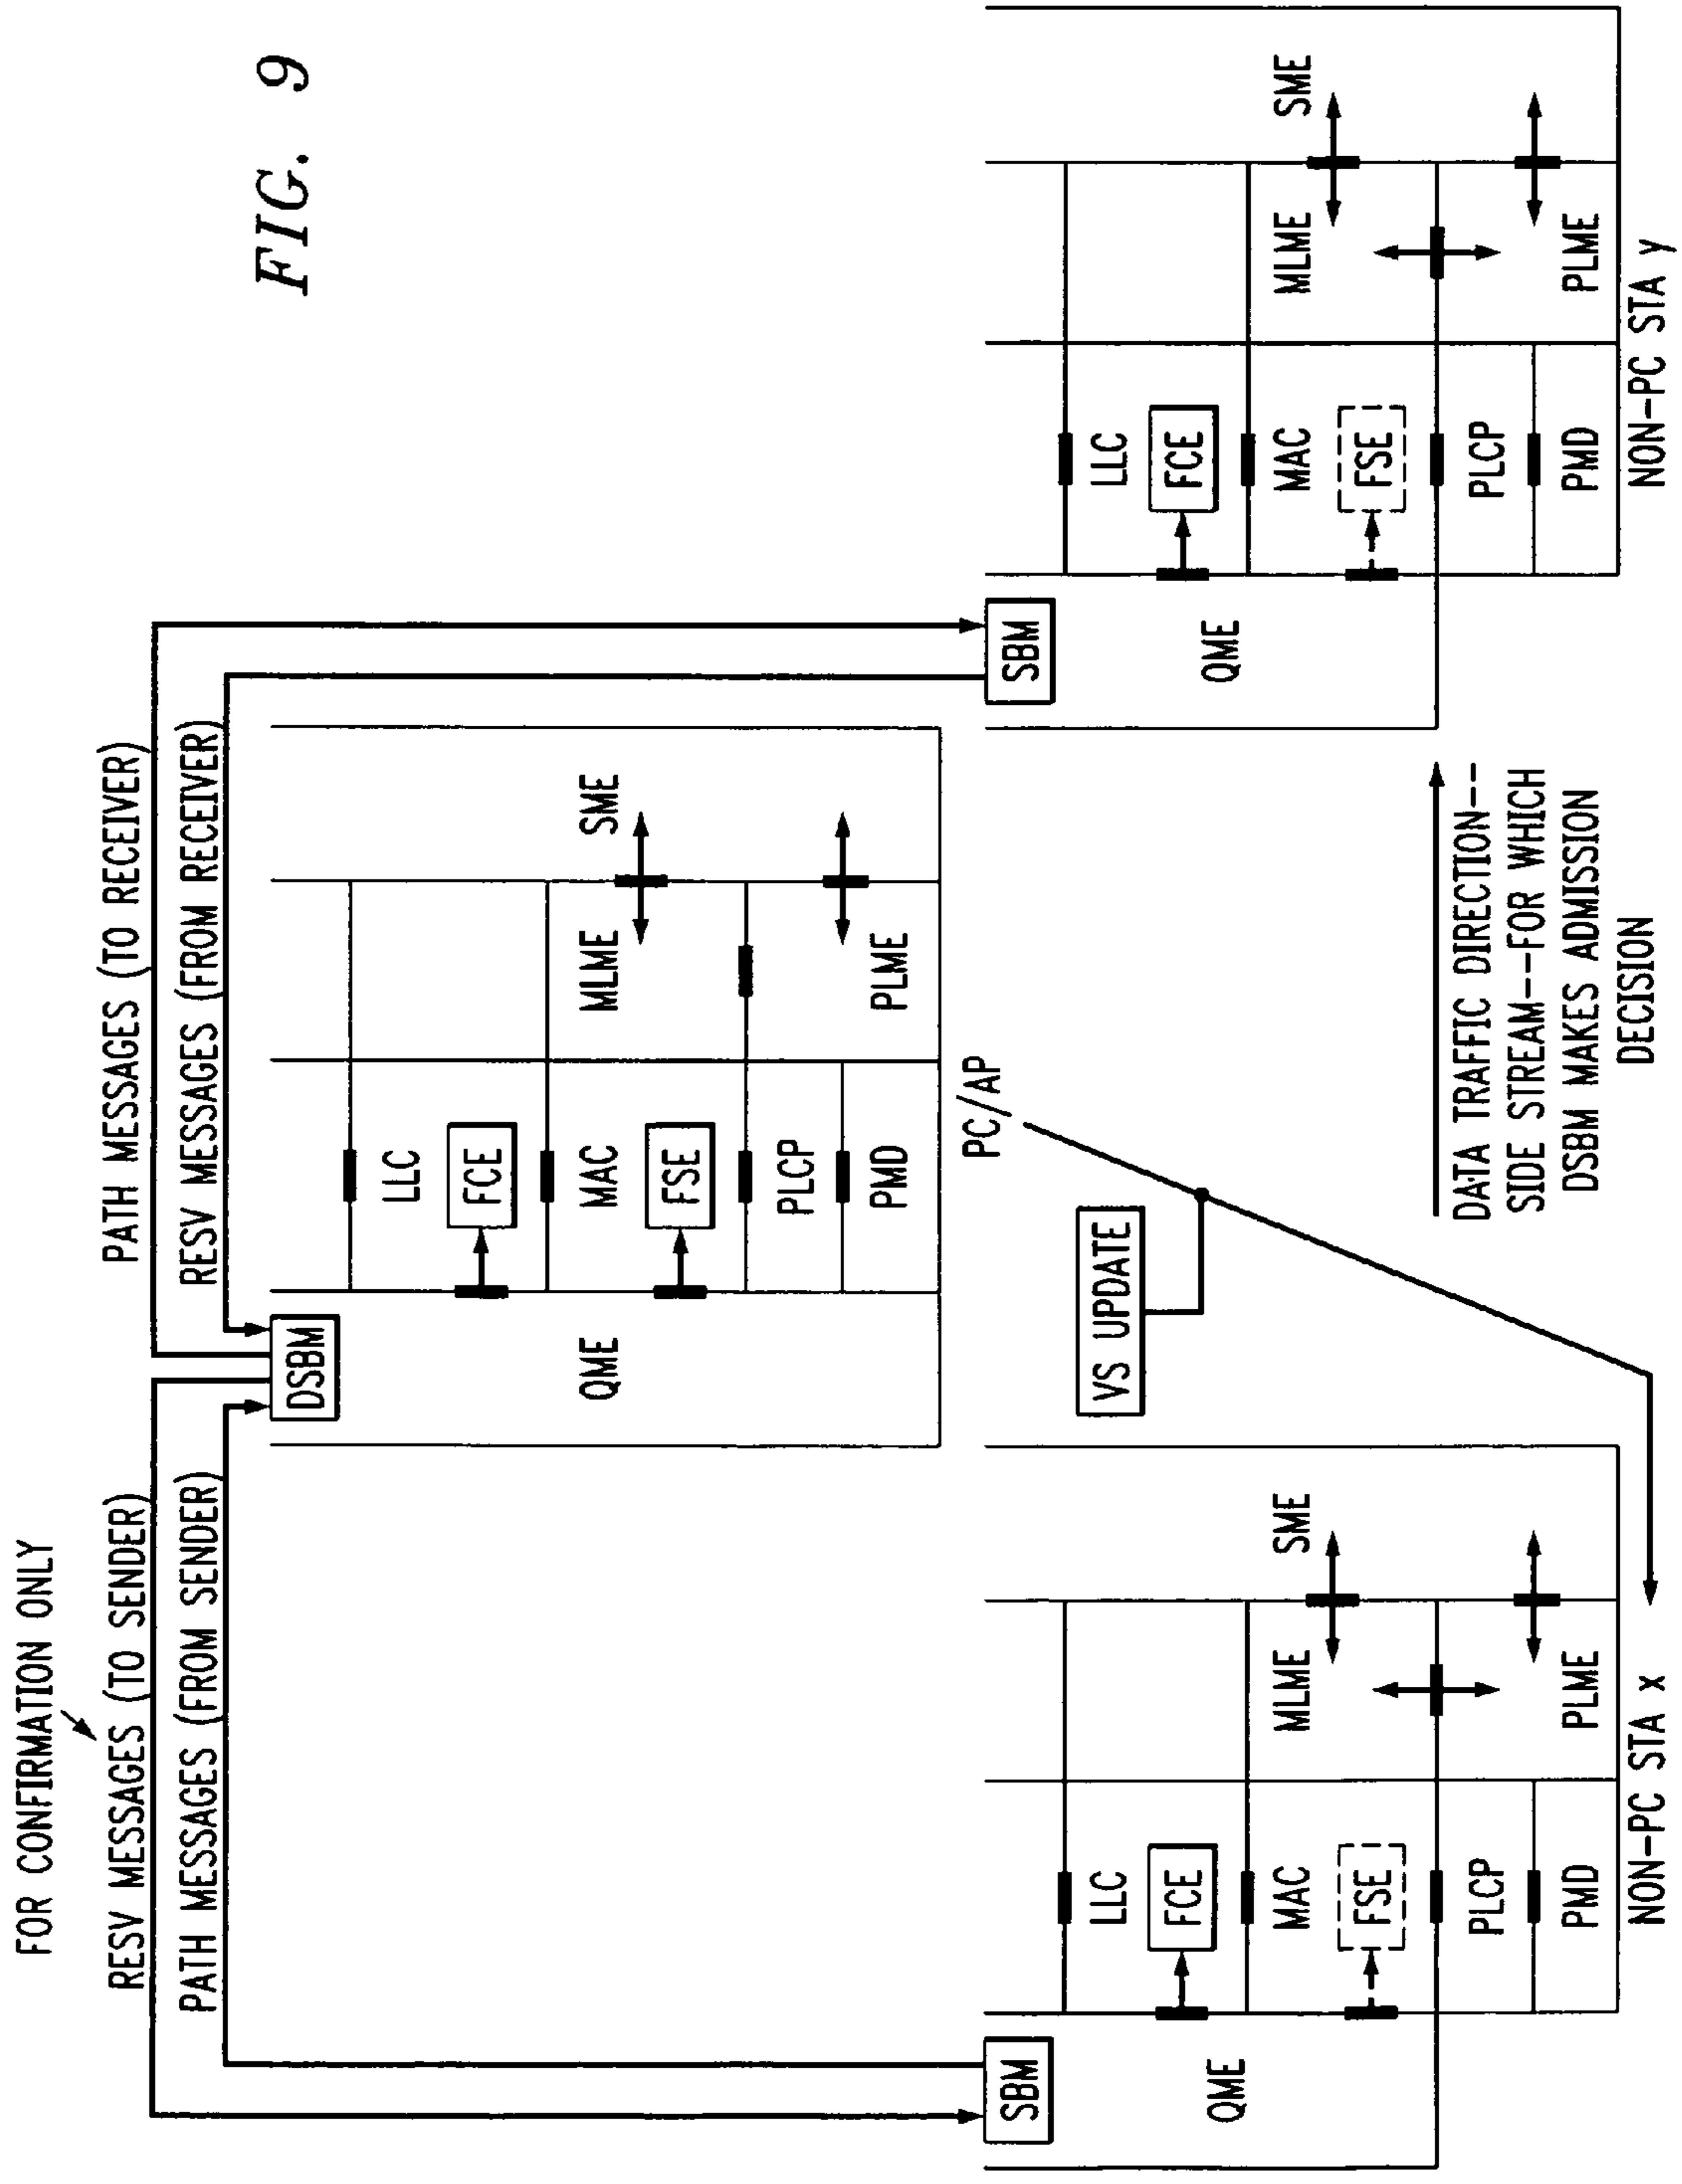 FOR CONFIRMATION ONLY
RESV MESSAGES (TO SENDER)
PATH MESSAGES (FROM SENDER)
PATH MESSAGES (TO RECEIVER)
RESV MESSAGES (FROM RECEIVER)
FIG. 9
DSBM
QME
LLC
FCE
MAC
FSE
PLCP
PMD
MLME
SME
PLME
PC/AP
VS UPDATE
SBM
QME
LLC
FCE
MAC
FSE
PLCP
PMD
MLME
SME
PLME
NON-PC STA x
DATA TRAFFIC DIRECTION--
SIDE STREAM--FOR WHICH
DSBM MAKES ADMISSION
DECISION
SBM
QME
LLC
FCE
MAC
FSE
PLCP
PMD
MLME
SME
PLME
NON-PC STA y